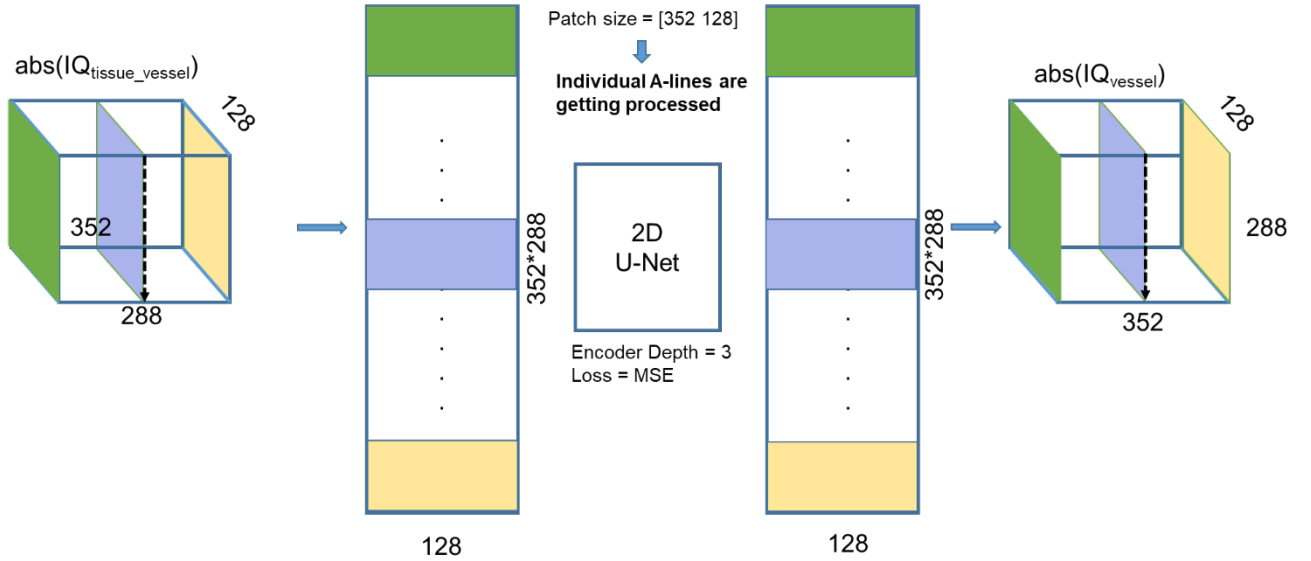 abs(IQtissue_vessel)
128
352
288
352*288
128
Patch size = [352 128]
Individual A-lines are
getting processed
2D
U-Net
Encoder Depth = 3
Loss = MSE
352*288
128
abs(IQvessel)
128
288
352